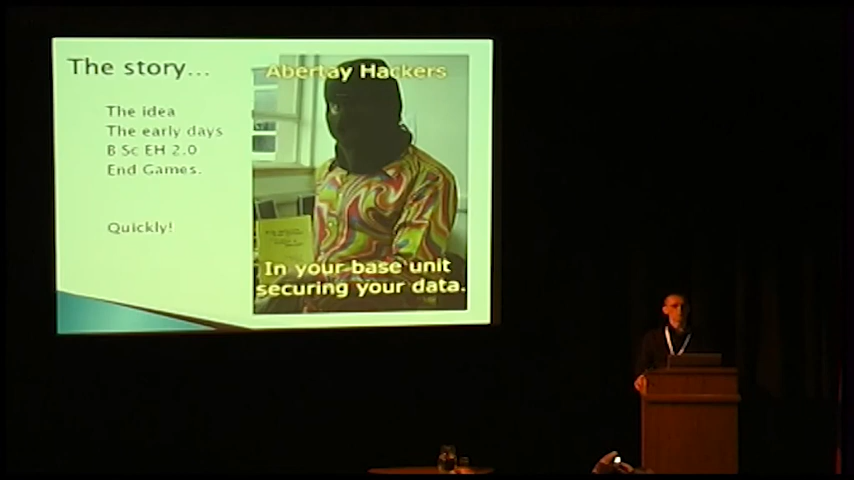 The story...
The idea
The early days
B Sc EH 2.0
End Games.
Quickly!
Abertay Hackers
In your base unit
securing your data.